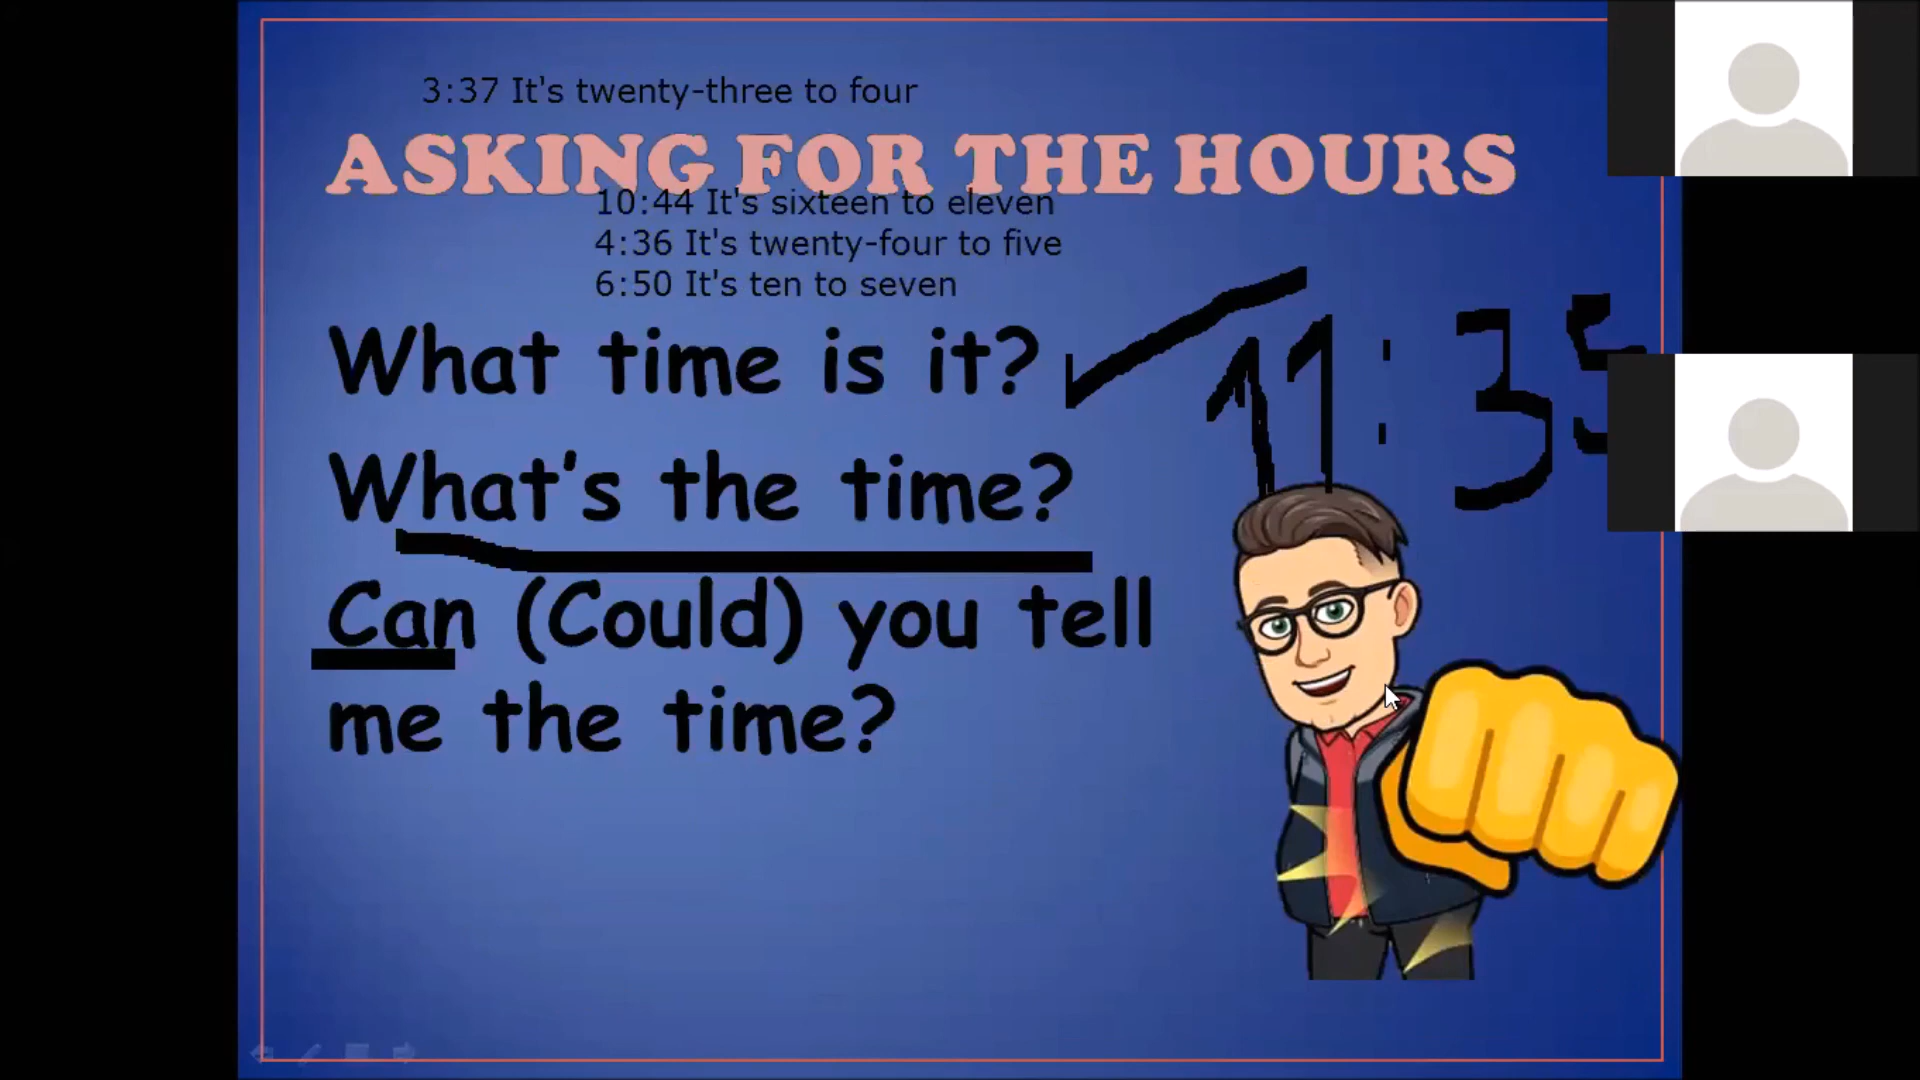 3:37 It's twenty-three to four
ASKING FOR THE HOURS
10:44 It's sixteen to eleven
4:36 It's twenty-four to five
6:50 It's ten to seven
What time is it?
11:35
What's the time?
Can (Could) you tell
me the time?